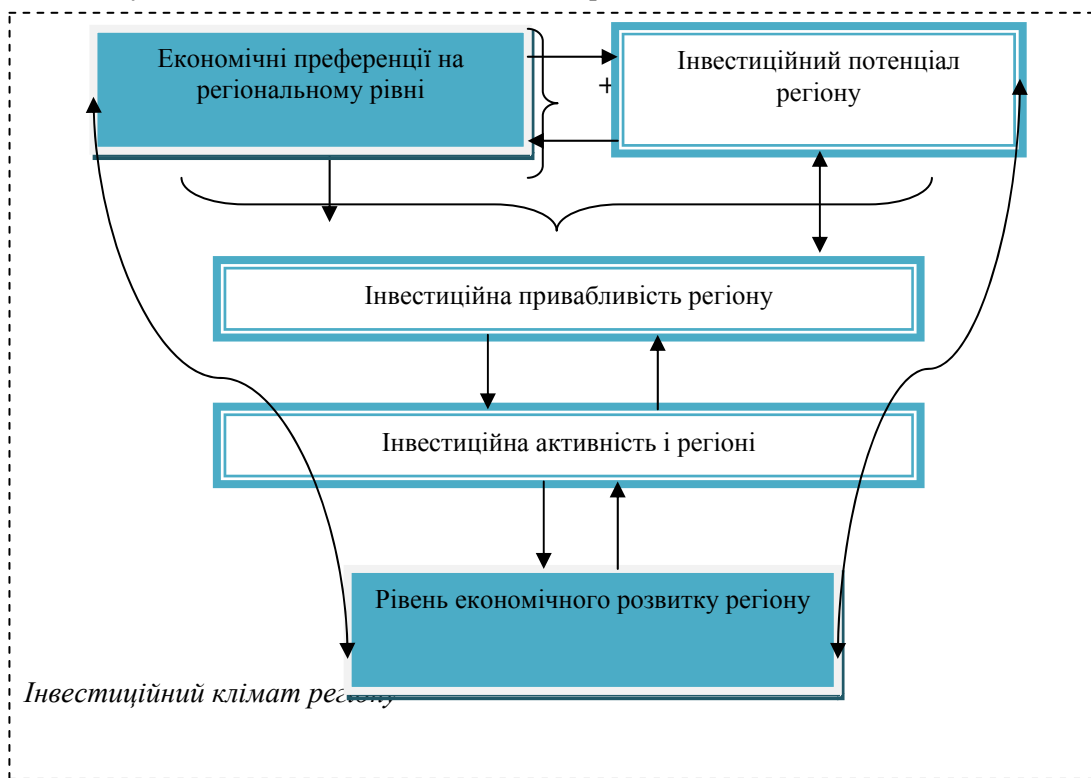 Економічні преференції на
регіональному рівні
+
Інвестиційний потенціал
регіону
Інвестиційна привабливість регіону
Інвестиційна активність і регіоні
Рівень економічного розвитку регіону
Інвестиційний клімат регіону